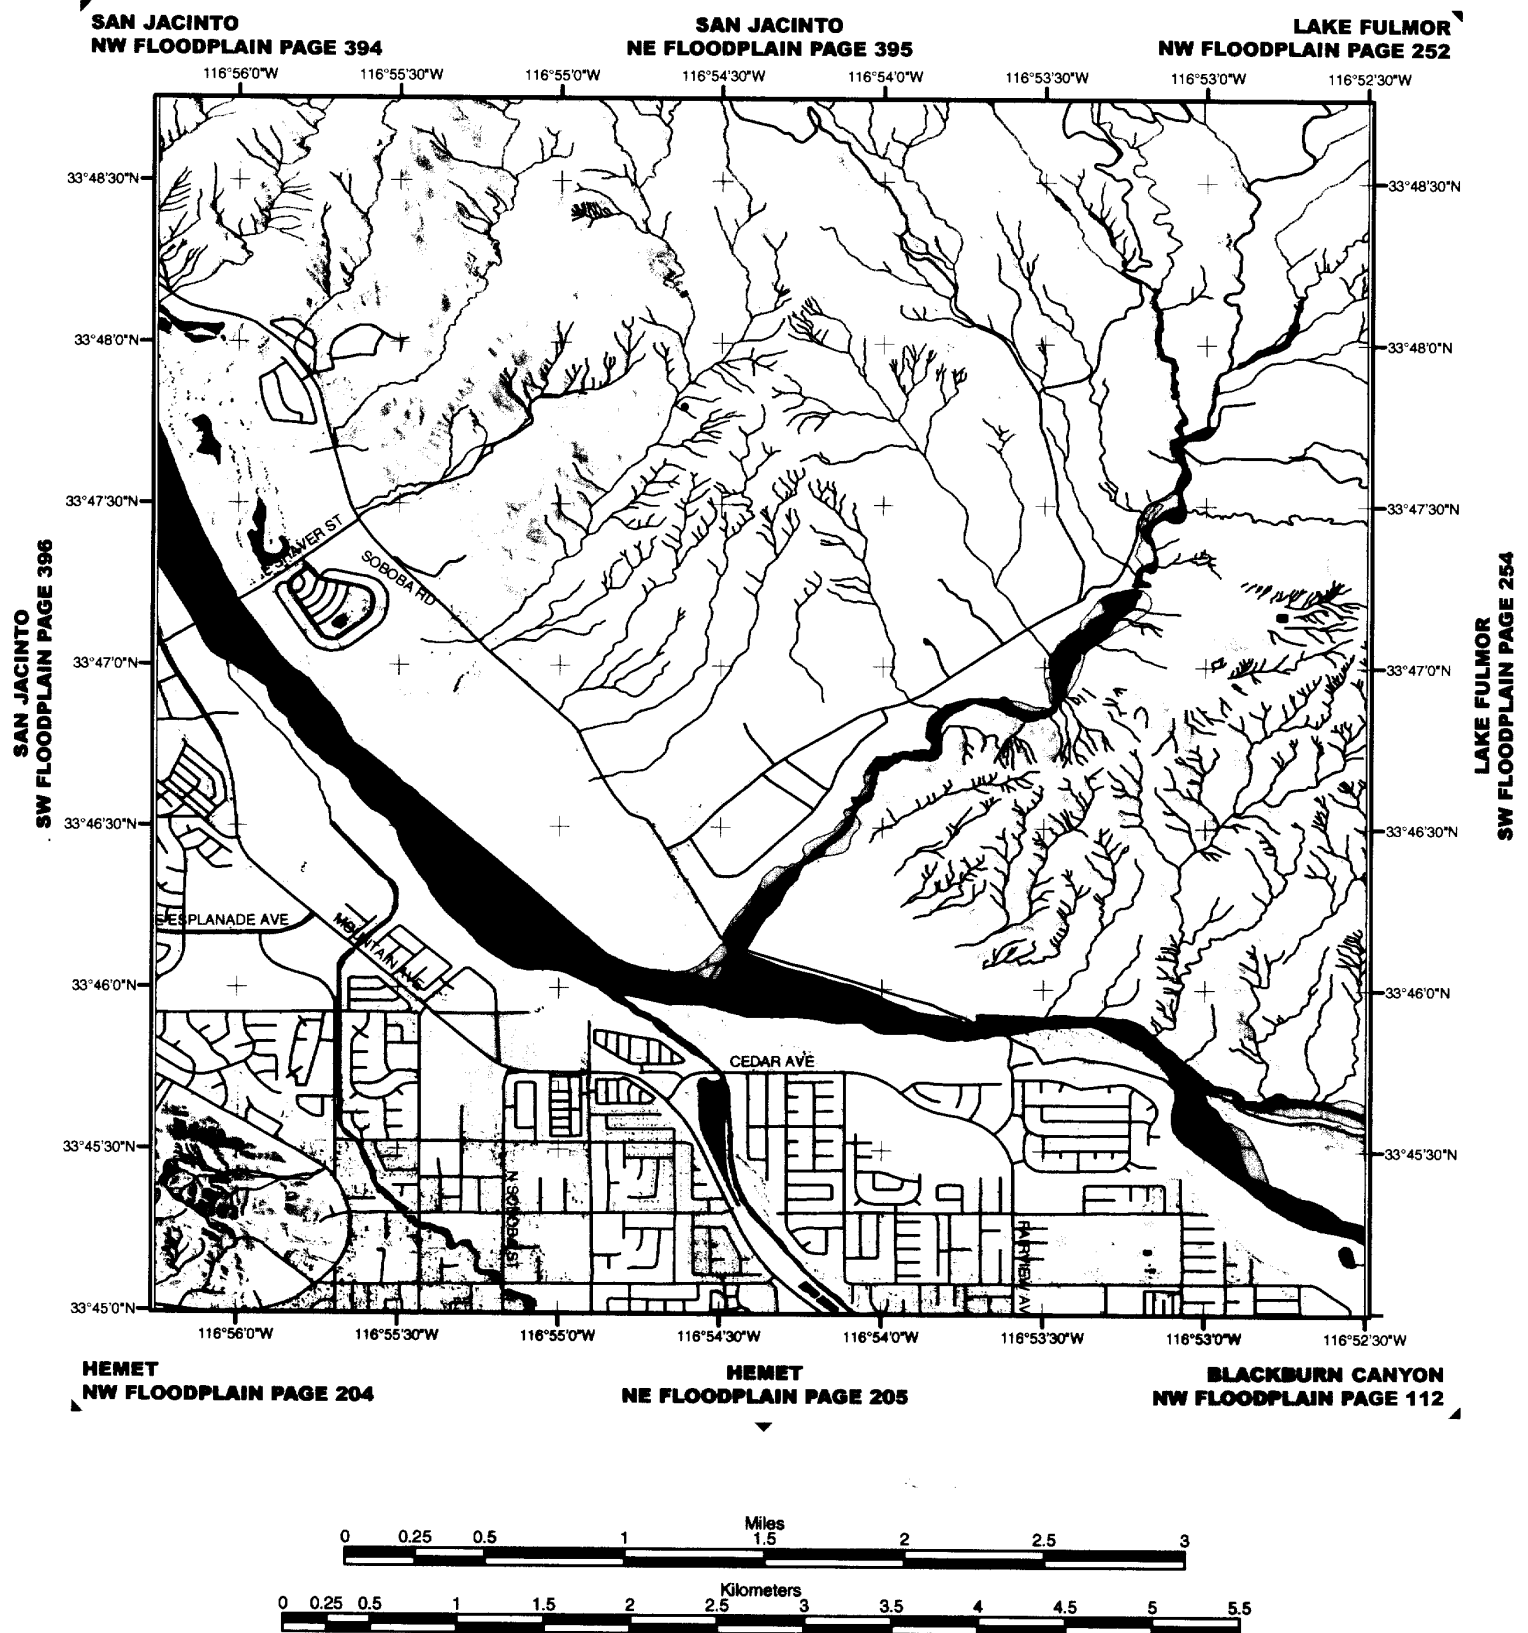 SAN JACINTO
NW FLOODPLAIN PAGE 394
SAN JACINTO
NE FLOODPLAIN PAGE 395
LAKE FULMOR
NW FLOODPLAIN PAGE 252
116°56'0"W 116°55'30"W 116°55'0"W 116°54'30"W 116°54'0"W 116°53'30"W 116°53'0"W 116°52'30"W
33°48'30"N 33°48'30"N
33°48'0"N 33°48'0"N
33°47'30"N 33°47'30"N
SHAVER ST
SOBOBA RD
SAN JACINTO
SW FLOODPLAIN PAGE 396
LAKE FULMOR
SW FLOODPLAIN PAGE 254
33°47'0"N 33°47'0"N
33°46'30"N 33°46'30"N
ESPLANADE AVE
MOUNTAIN AVE
33°46'0"N 33°46'0"N
CEDAR AVE
33°45'30"N 33°45'30"N
N SOBOBA ST
FAIRVIEW AV
33°45'0"N
116°56'0"W 116°55'30"W 116°55'0"W 116°54'30"W 116°54'0"W 116°53'30"W 116°53'0"W 116°52'30"W
HEMET
NW FLOODPLAIN PAGE 204
HEMET
NE FLOODPLAIN PAGE 205
BLACKBURN CANYON
NW FLOODPLAIN PAGE 112
Miles
0 0.25 0.5 1 1.5 2 2.5 3
Kilometers
0 0.25 0.5 1 1.5 2 2.5 3 3.5 4 4.5 5 5.5